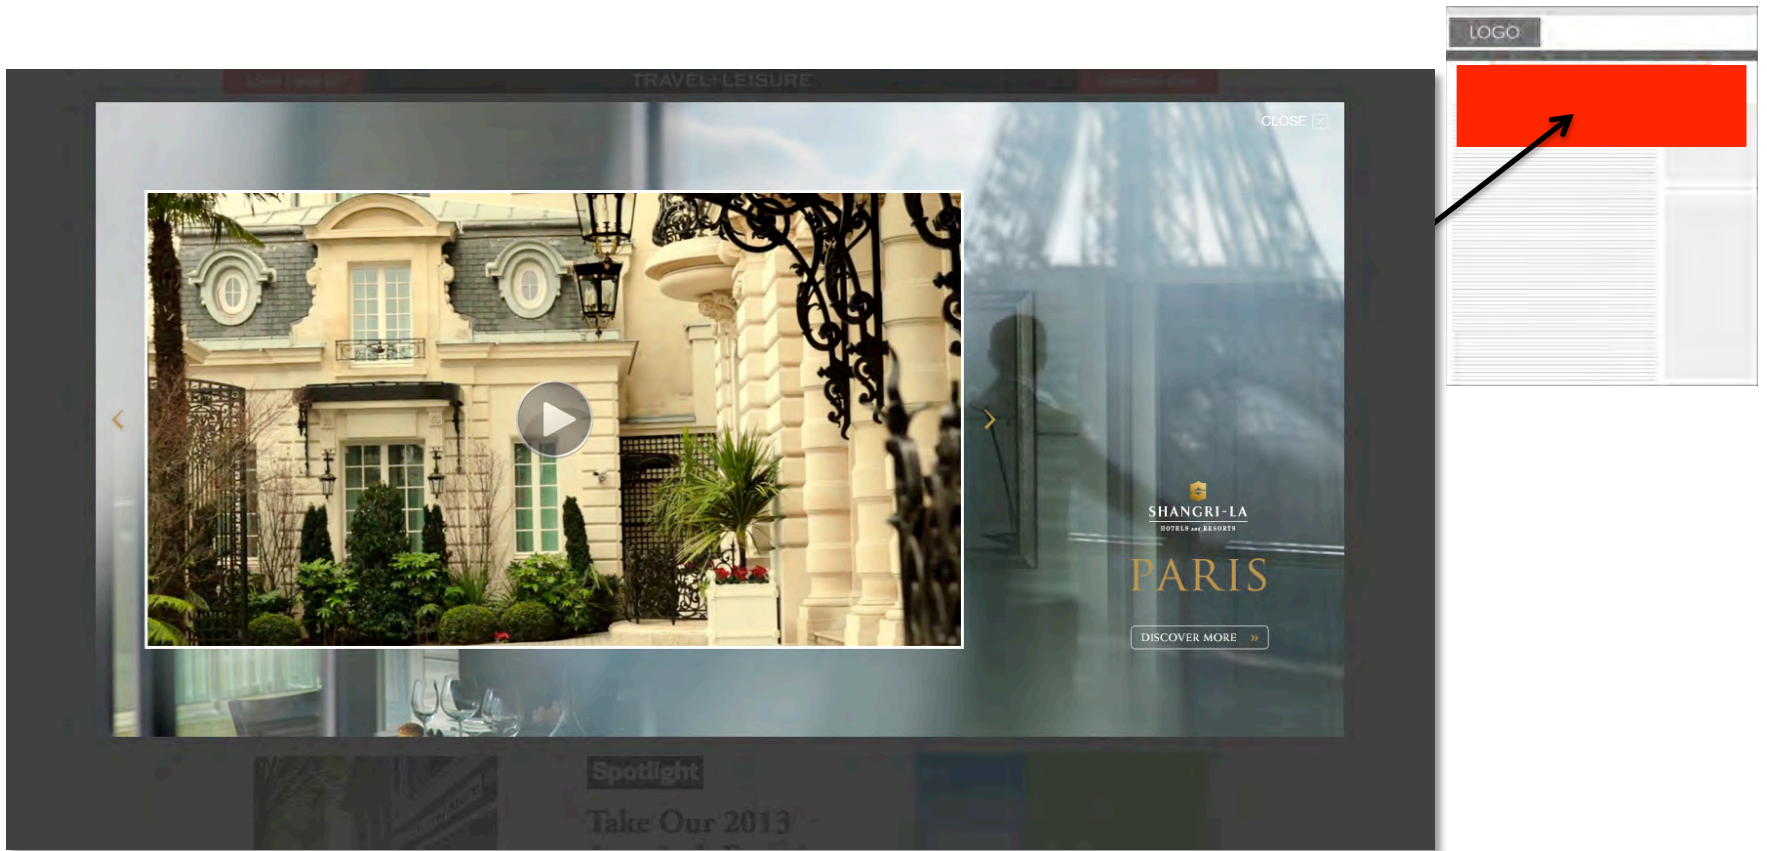 LOGO
TRAVEL+LEISURE
CLOSE
SHANGRI-LA
HOTELS and RESORTS
PARIS
DISCOVER MORE »
Spotlight
Take Our 2013